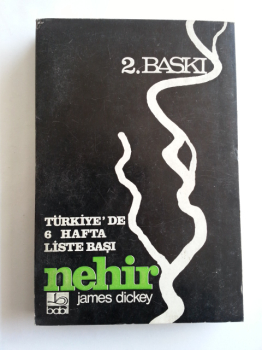 2. BASKI
TÜRKİYE'DE
6 HAFTA
LİSTE BAŞI
nehir
james dickey
babil